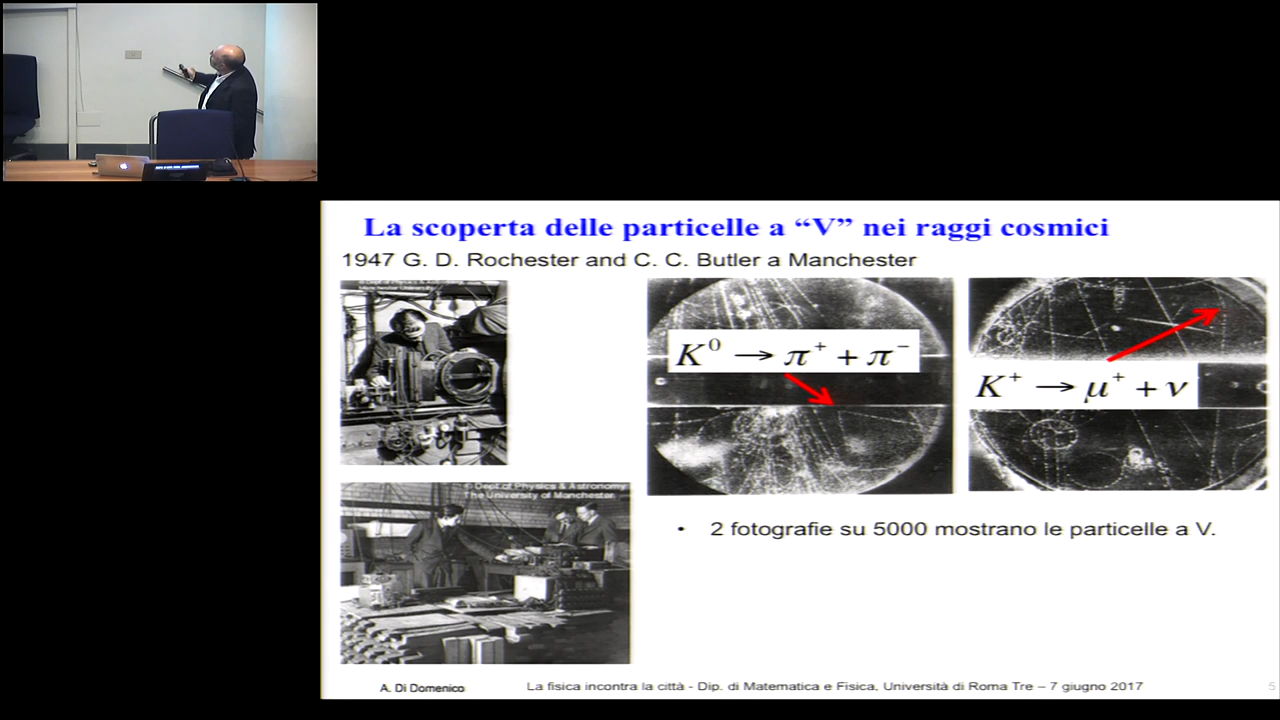 La scoperta delle particelle a “V” nei raggi cosmici
1947 G. D. Rochester and C. C. Butler a Manchester
K⁰ → π⁺ + π⁻
K⁺ → μ⁺ + ν
© Dept of Physics & Astronomy
The University of Manchester
• 2 fotografie su 5000 mostrano le particelle a V.
A. Di Domenico
La fisica incontra la città - Dip. di Matematica e Fisica, Università di Roma Tre – 7 giugno 2017
5